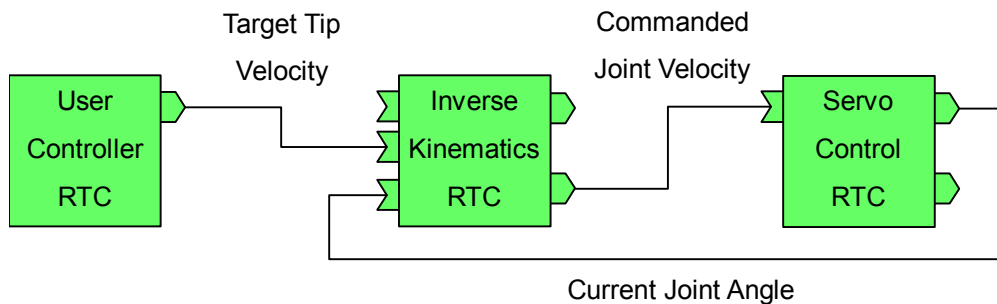 Target Tip
Velocity
Commanded
Joint Velocity
User
Controller
RTC
Inverse
Kinematics
RTC
Servo
Control
RTC
Current Joint Angle